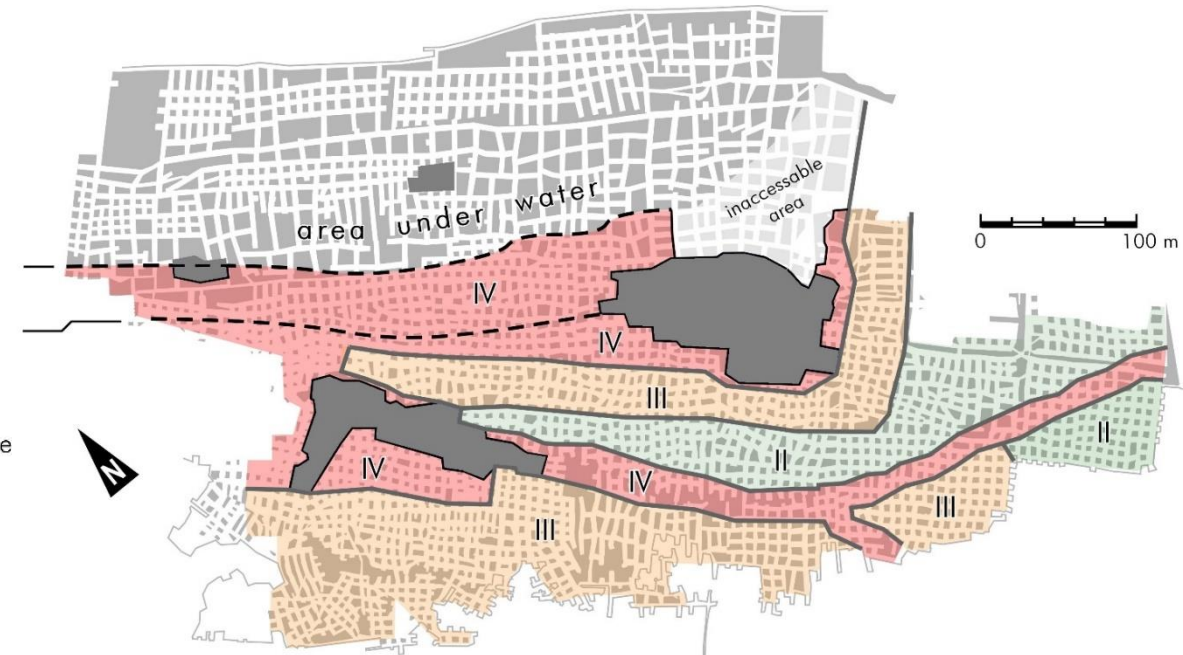 area under water
inaccessable
area
0 100 m
IV
IV
III
II
II
IV
IV
III
III
e
N